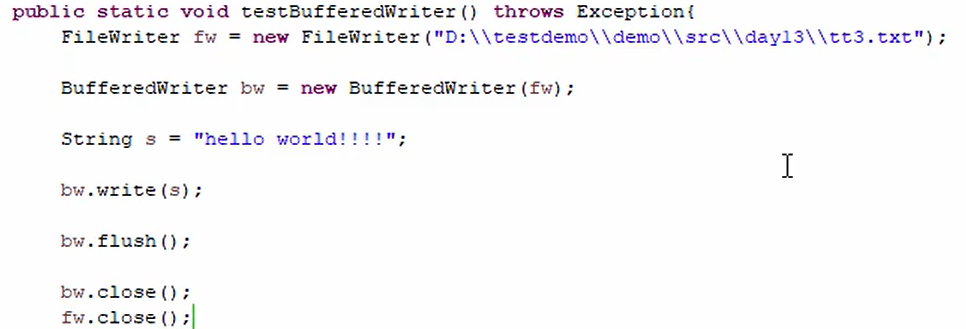 public static void testBufferedWriter() throws Exception{
FileWriter fw = new FileWriter("D:\\testdemo\\demo\\src\\day13\\tt3.txt");
BufferedWriter bw = new BufferedWriter(fw);
String s = "hello world!!!!";
bw.write(s);
bw.flush();
bw.close();
fw.close();